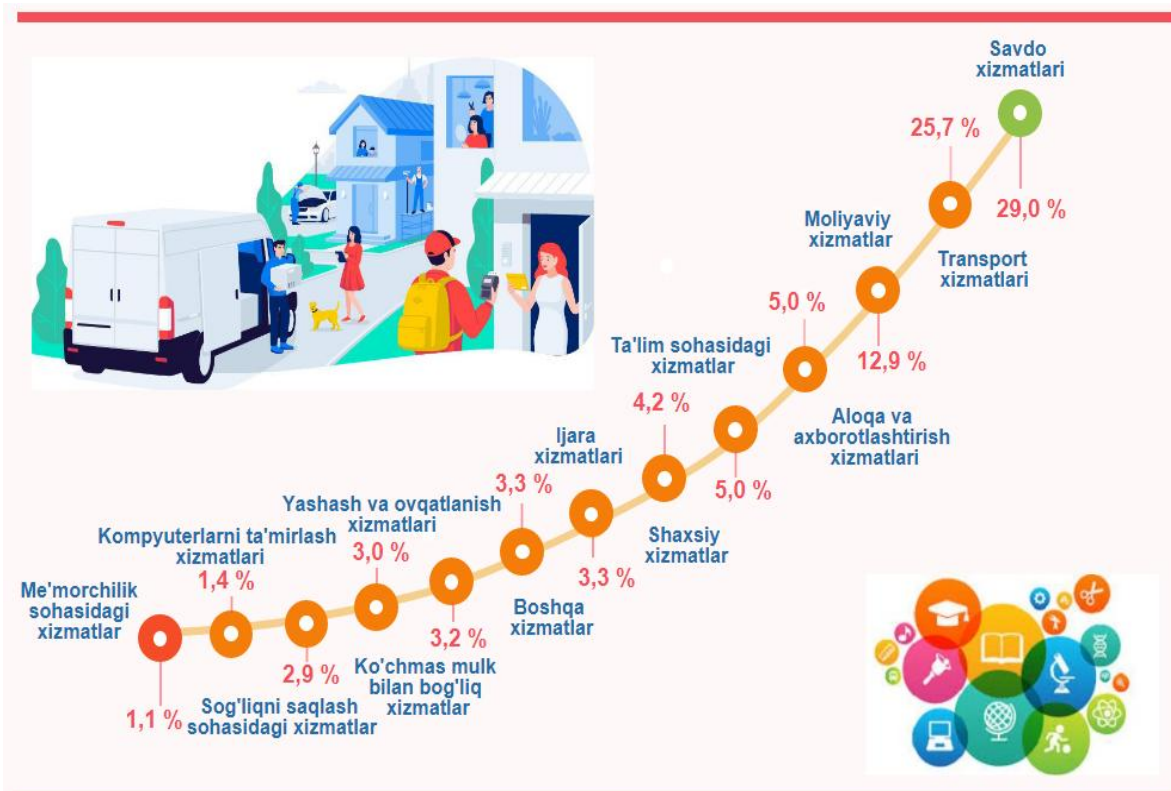 Savdo
xizmatlari
25,7 %
29,0 %
Moliyaviy
xizmatlar
Transport
xizmatlari
5,0 %
12,9 %
Ta'lim sohasidagi
xizmatlar
4,2 %
Aloqa va
axborotlashtirish
xizmatlari
Ijara
xizmatlari
5,0 %
3,3 %
Yashash va ovqatlanish
xizmatlari
3,0 %
Shaxsiy
xizmatlar
Kompyuterlarni ta'mirlash
xizmatlari
1,4 %
3,3 %
Me'morchilik
sohasidagi
xizmatlar
Boshqa
xizmatlar
3,2 %
2,9 %
Ko'chmas mulk
bilan bog'liq
xizmatlar
Sog'liqni saqlash
sohasidagi xizmatlar
1,1 %